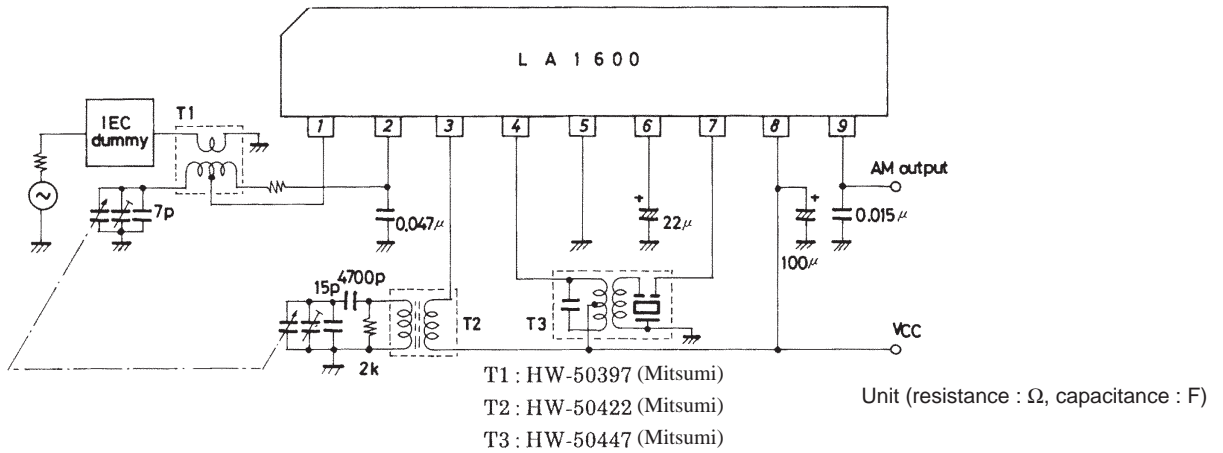 L A 1 6 0 0
1 2 3 4 5 6 7 8 9
IEC
dummy
T1
AM output
7p
0.047μ
22μ
100μ
0.015μ
15p
4700p
T2
T3
2k
VCC
T1 : HW-50397 (Mitsumi)
T2 : HW-50422 (Mitsumi)
T3 : HW-50447 (Mitsumi)
Unit (resistance : Ω, capacitance : F)